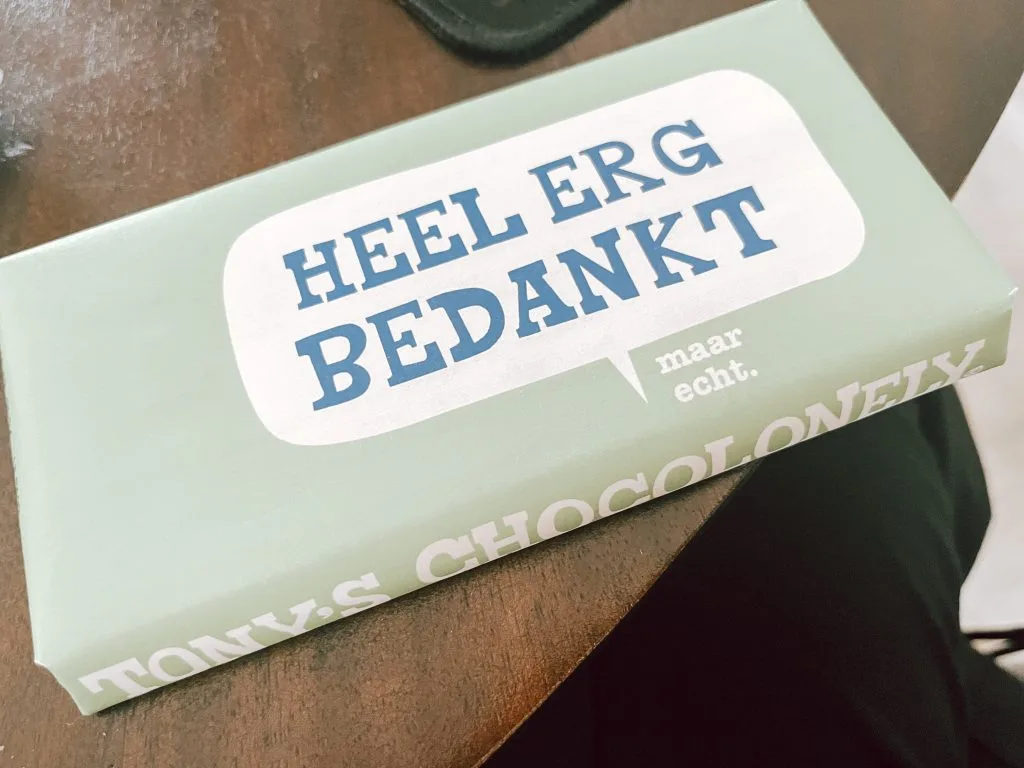 HEEL ERG
BEDANKT
maar
echt.
TONY'S CHOCOLONELY